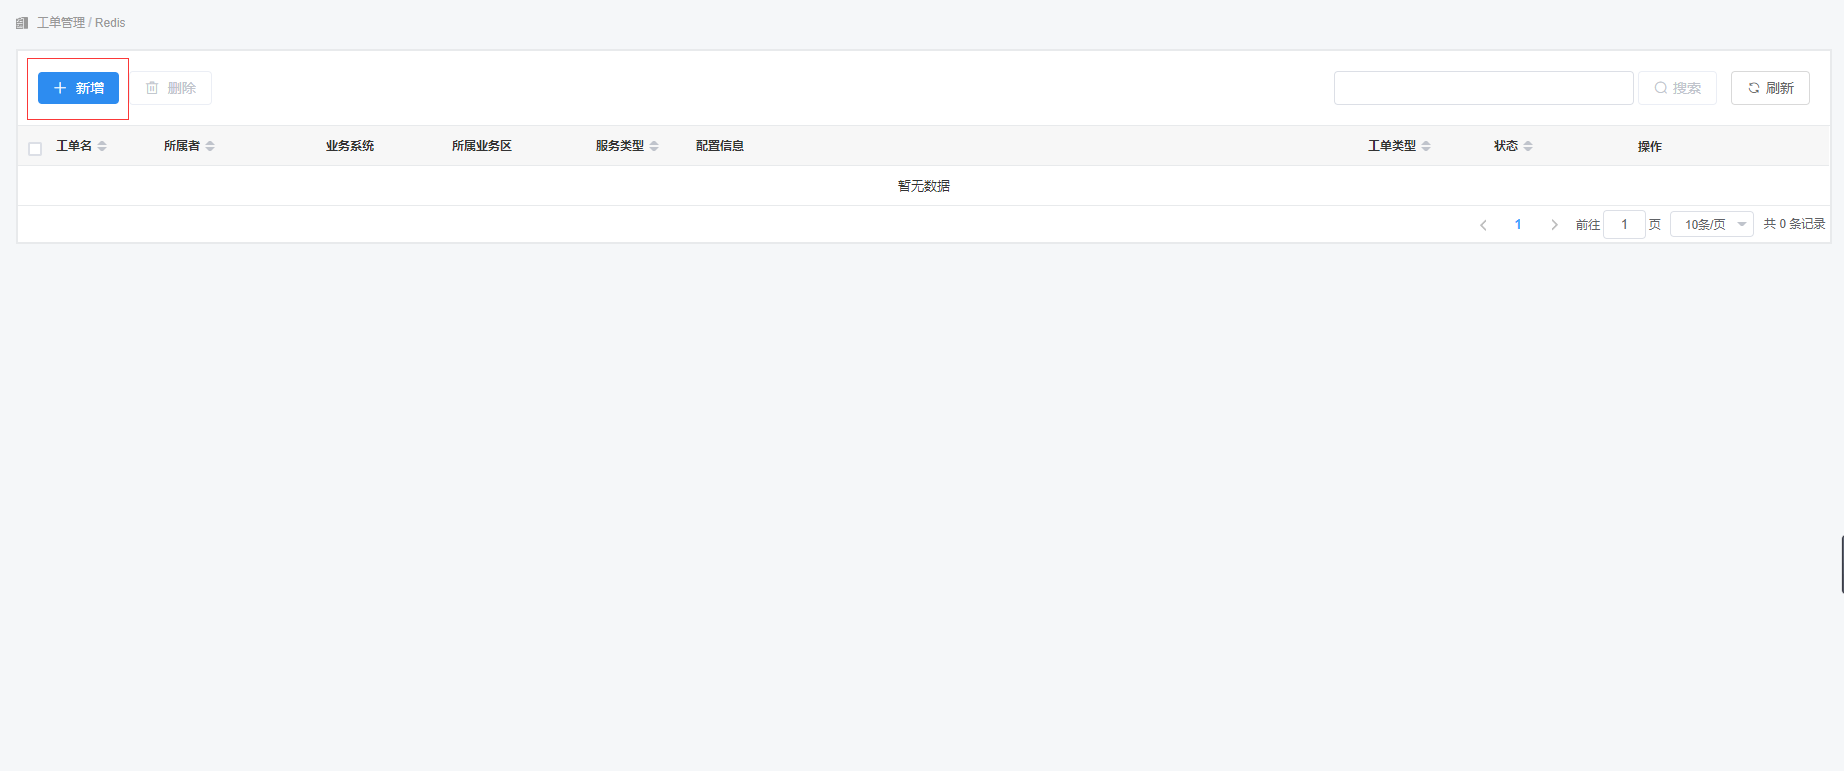 工单管理 / Redis
新增 删除 搜索 刷新
工单名 所属者 业务系统 所属业务区 服务类型 配置信息 工单类型 状态 操作
暂无数据
1 前往 1 页 10条/页 共 0 条记录